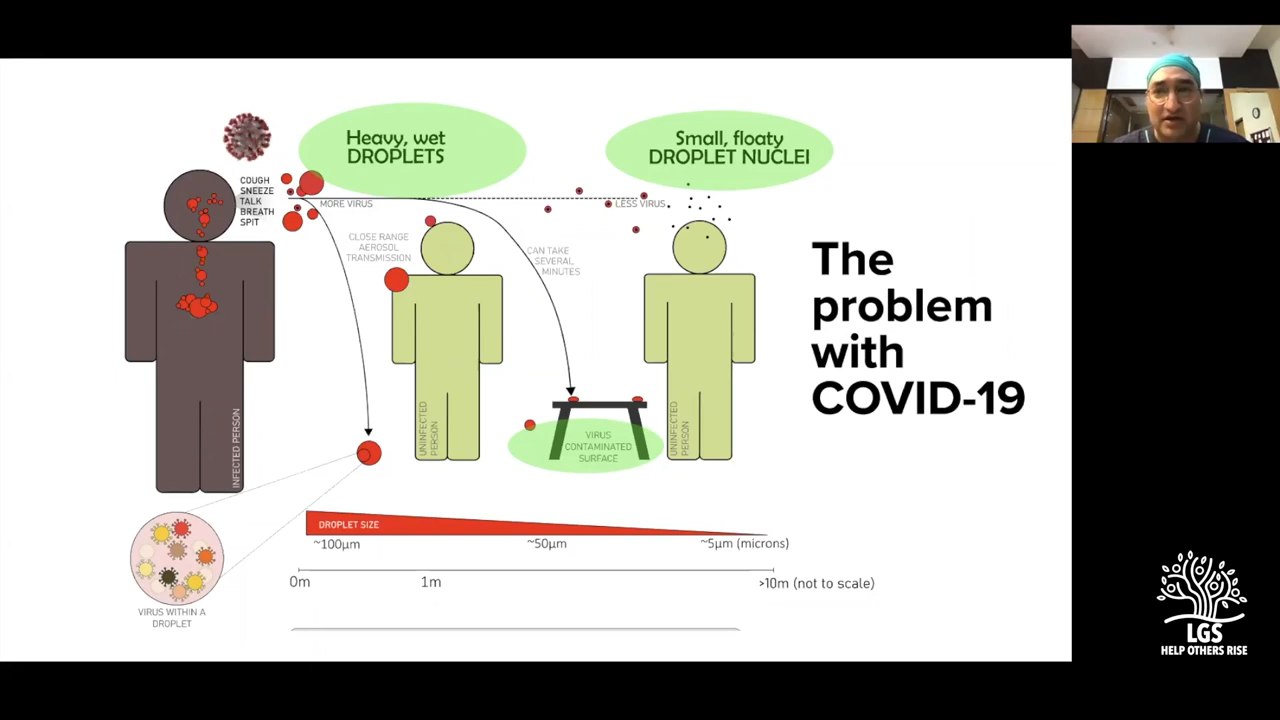 Heavy, wet
DROPLETS
Small, floaty
DROPLET NUCLEI
COUGH
SNEEZE
TALK
BREATH
SPIT
MORE VIRUS
LESS VIRUS
CLOSE RANGE
AEROSOL
TRANSMISSION
CAN TAKE
SEVERAL
MINUTES
The
problem
with
COVID-19
INFECTED PERSON
UNINFECTED
PERSON
VIRUS
CONTAMINATED
SURFACE
UNINFECTED
PERSON
DROPLET SIZE
~100µm
~50µm
~5µm (microns)
0m
1m
>10m (not to scale)
VIRUS WITHIN A
DROPLET
LGS
HELP OTHERS RISE